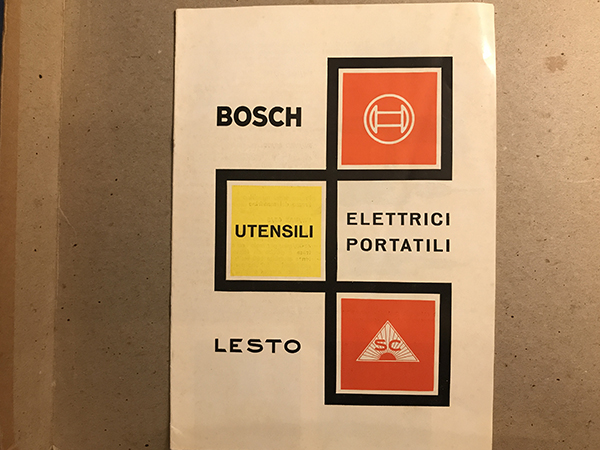 BOSCH
UTENSILI
ELETTRICI
PORTATILI
LESTO
SC